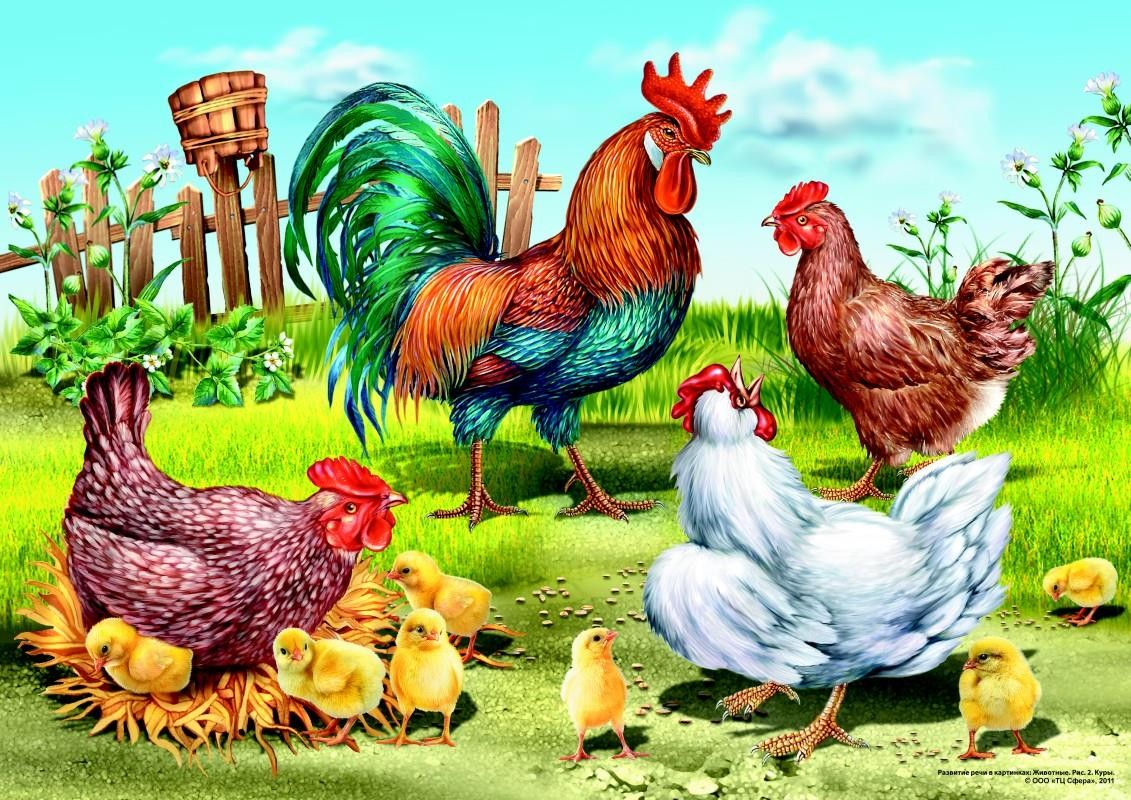 Развитие речи в картинках: Животные. Рис. 2. Куры.
© ООО «ТЦ Сфера», 2011